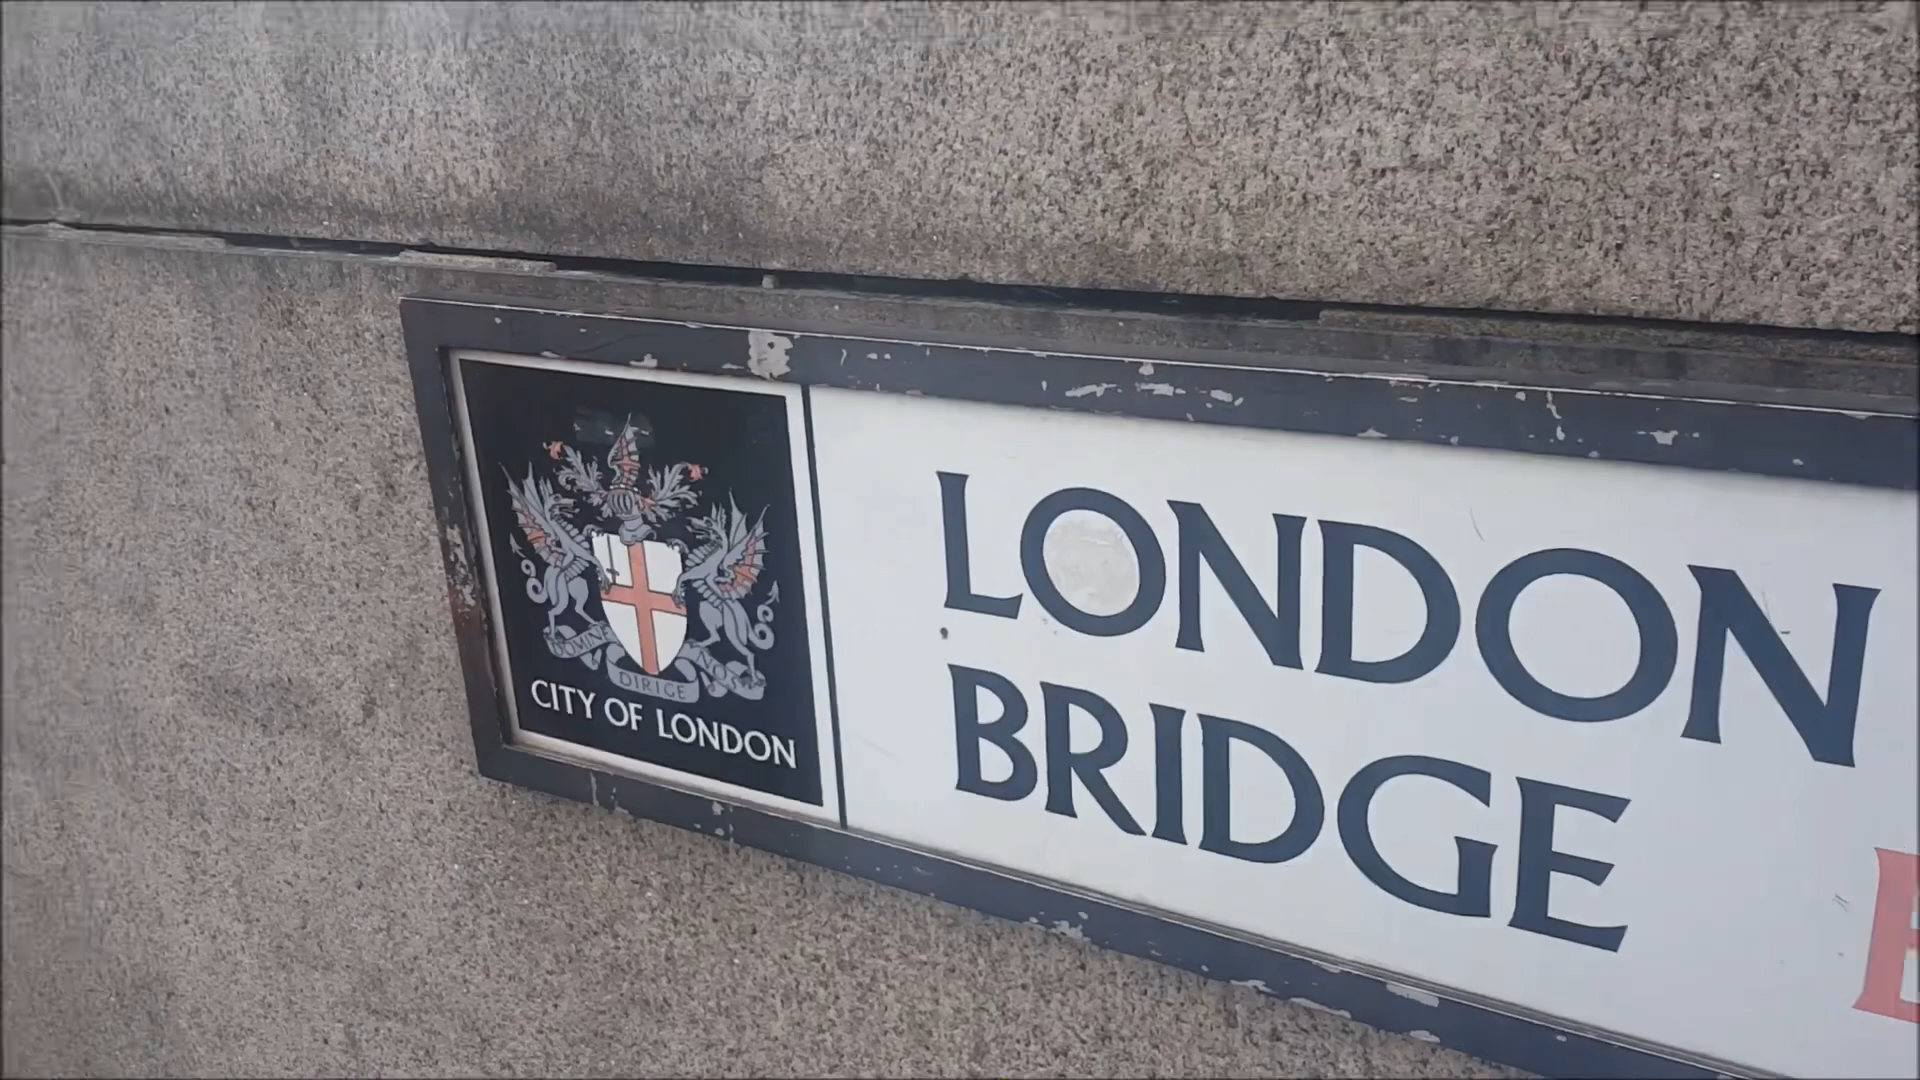 DOMINE DIRIGE NOS
CITY OF LONDON
LONDON
BRIDGE
E